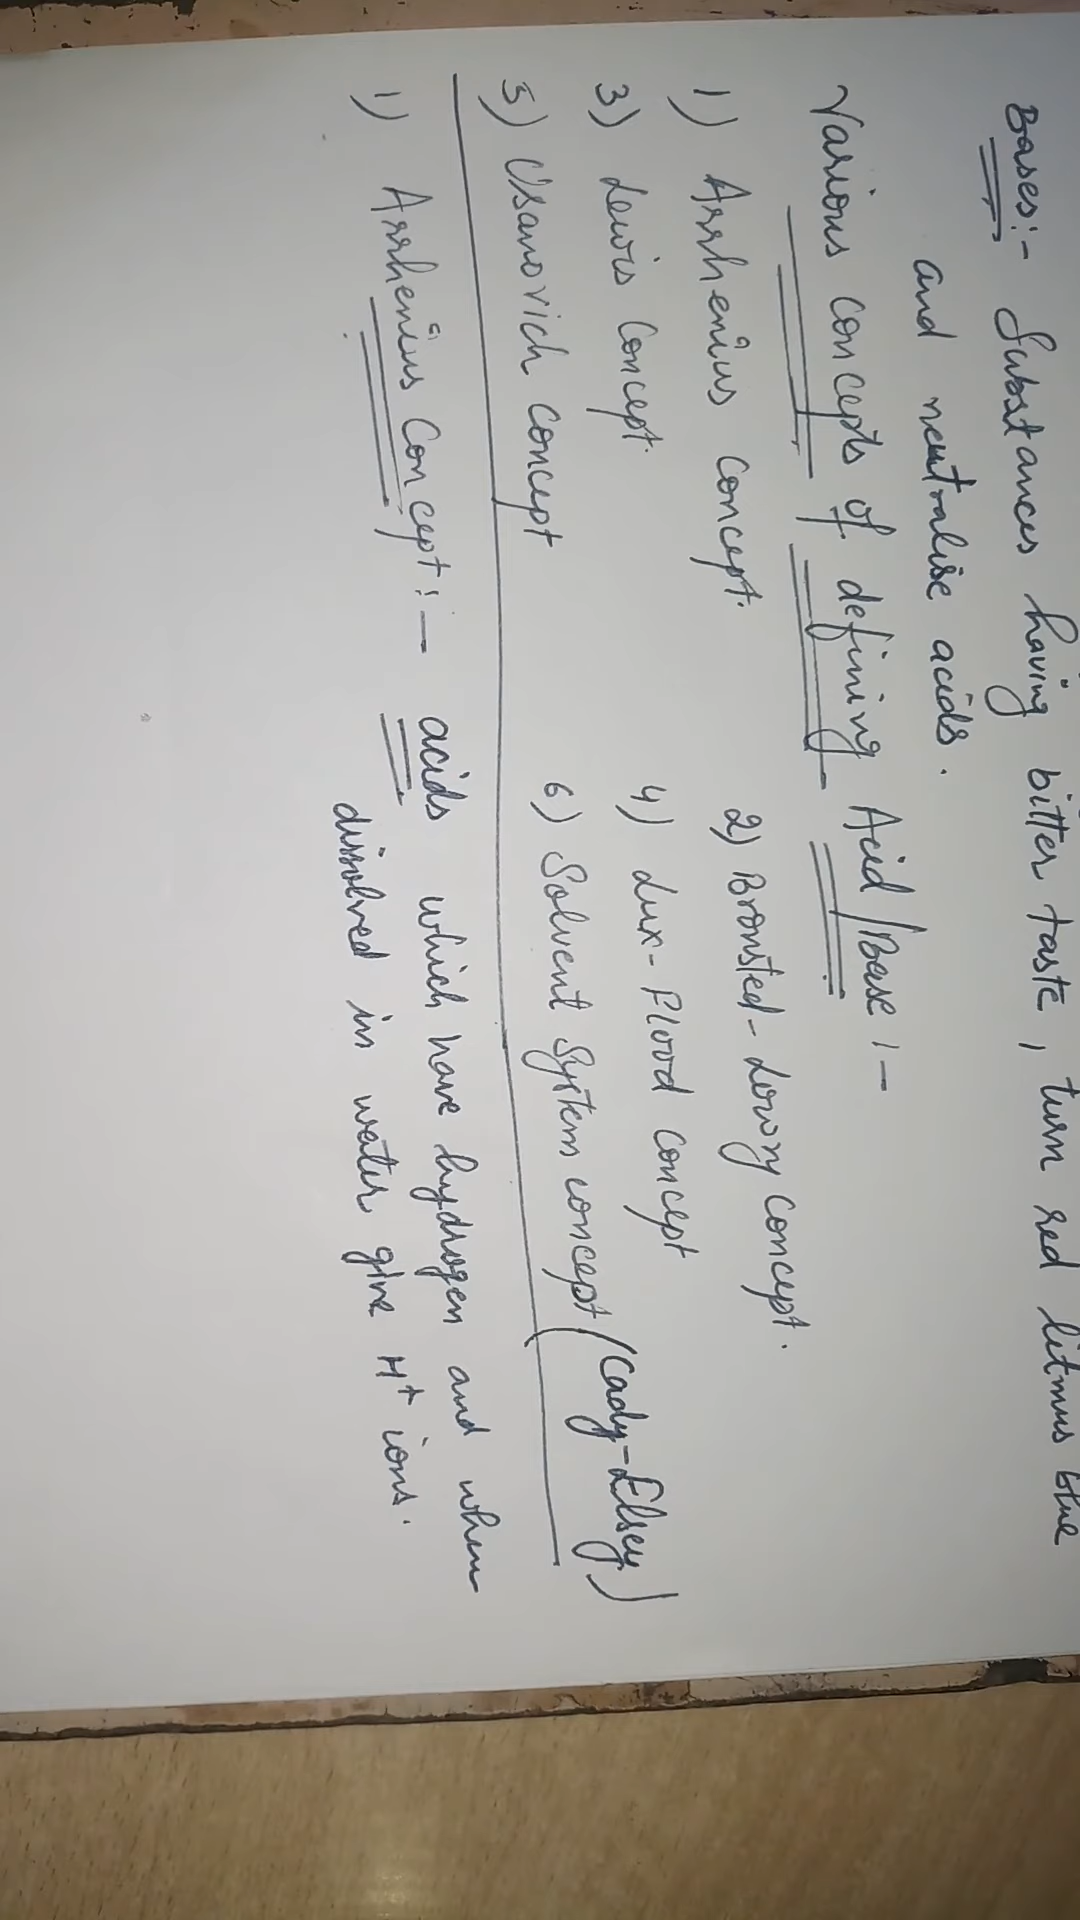 Bases:- Substances having bitter taste, turn red litmus blue
and neutralise acids.
Various concepts of defining Acid/Base :-
1) Arrhenius concept. 2) Bronsted-Lowry concept.
3) Lewis Concept. 4) Lux-Flood concept
5) Usanovich concept 6) Solvent System concept (Cady-Elsey)
1) Arrhenius Concept :- acids which have hydrogen and when
dissolved in water give H+ ions.